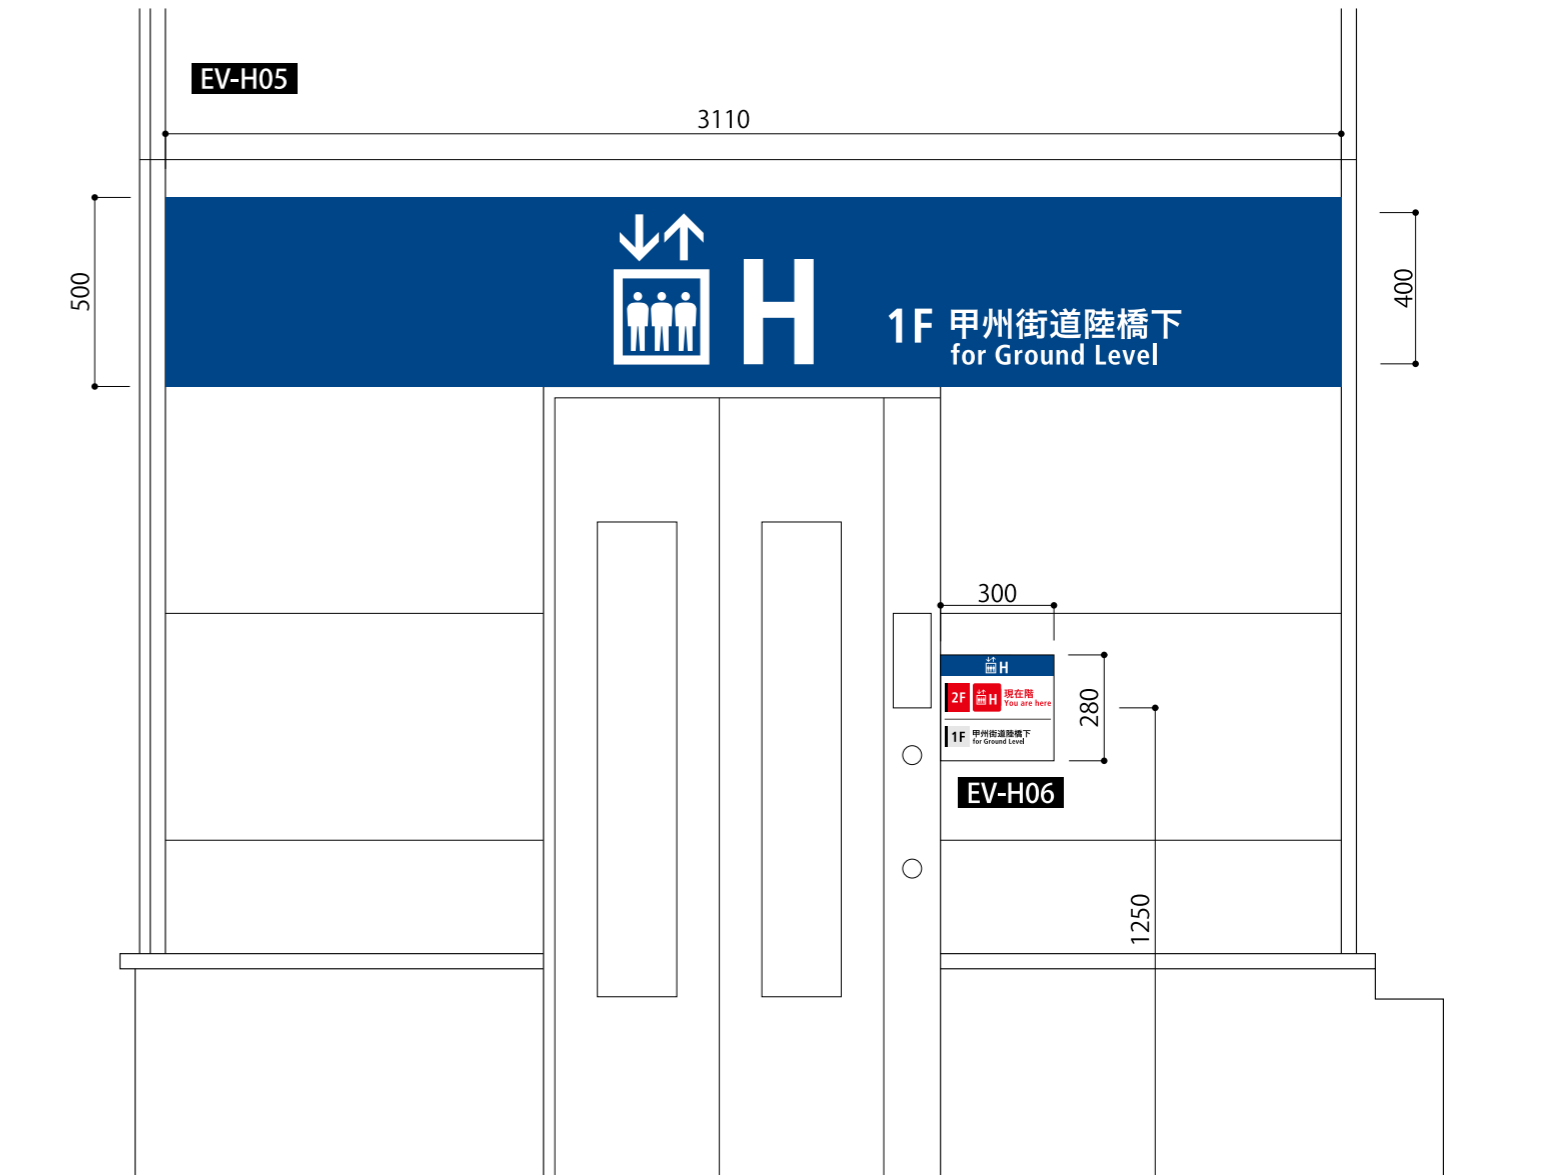 EV-H05
3110
500
400
H
1F 甲州街道陸橋下
for Ground Level
300
H
2F H 現在階
You are here
280
1F 甲州街道陸橋下
for Ground Level
EV-H06
1250